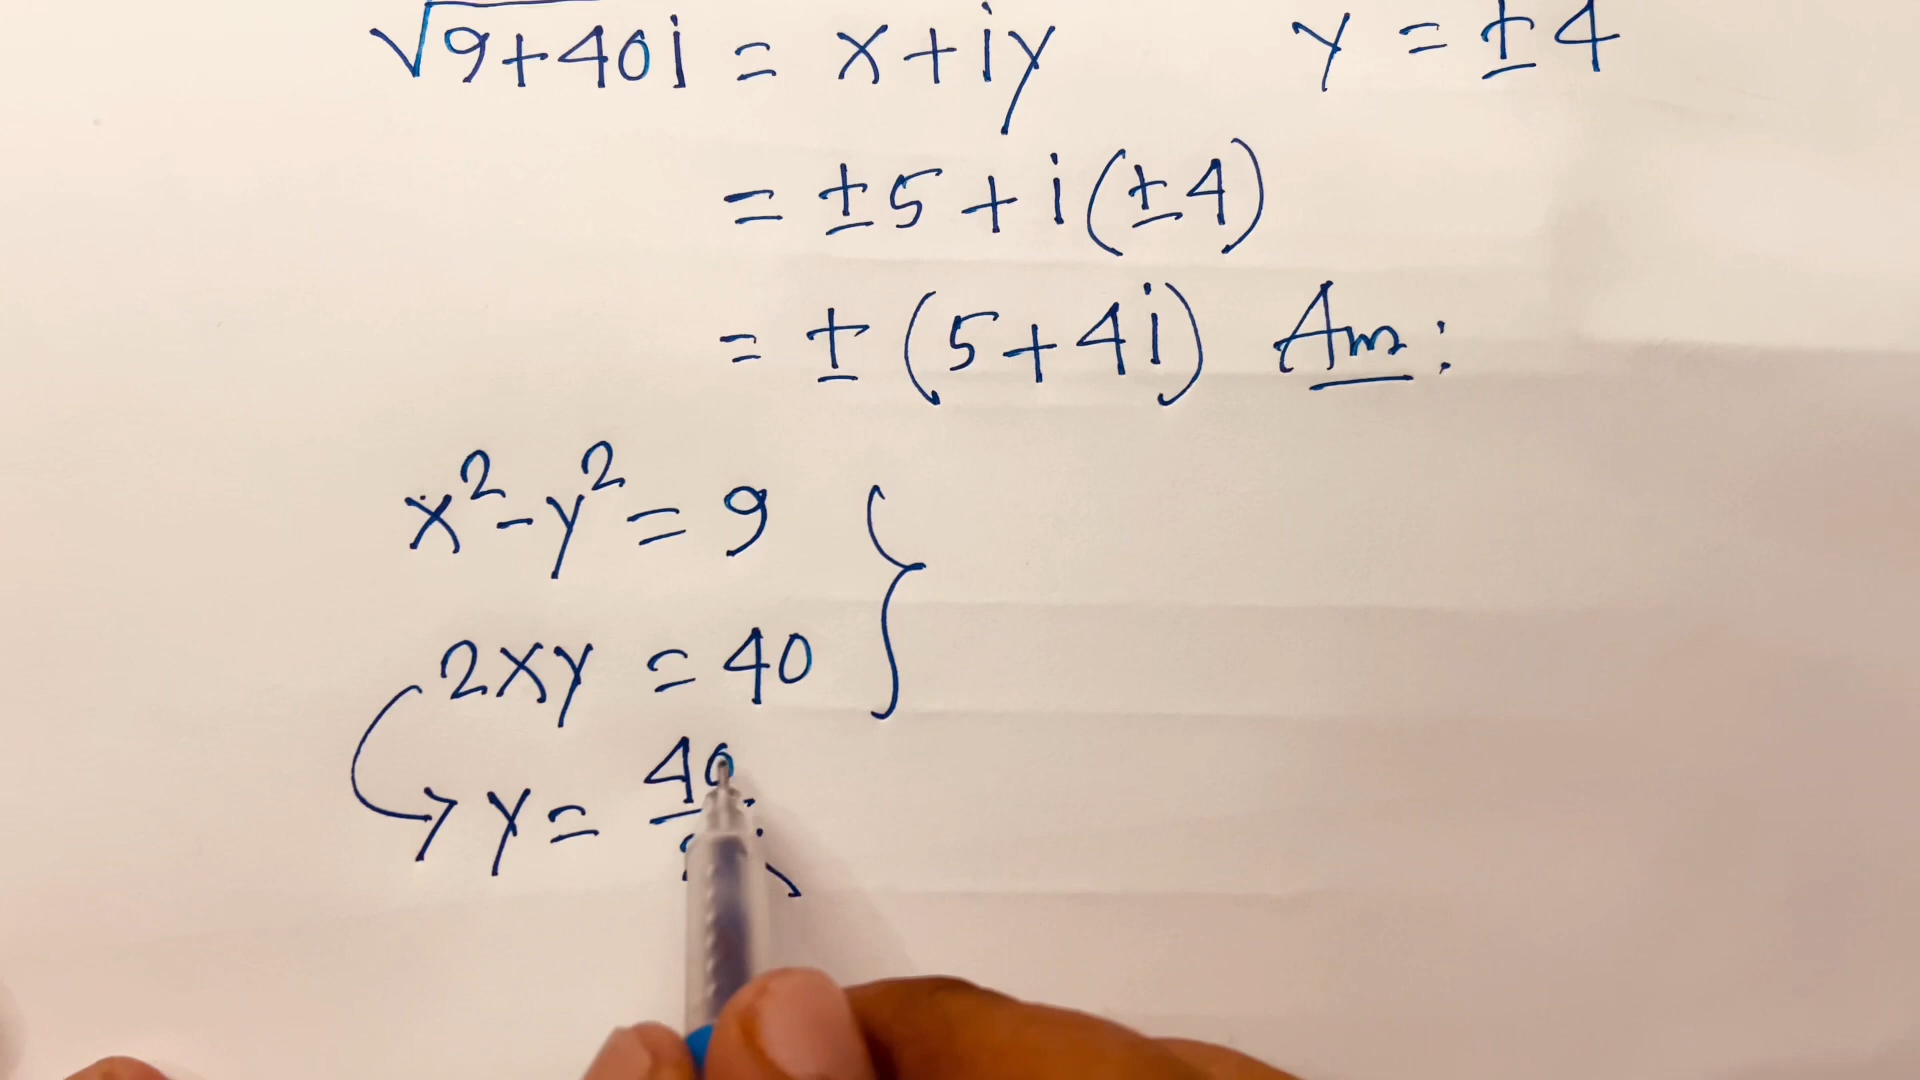 √9+40i = x+iy    y = ±4
= ±5+i(±4)
= ±(5+4i) Ans:
x²-y² = 9
2xy = 40
y = 40